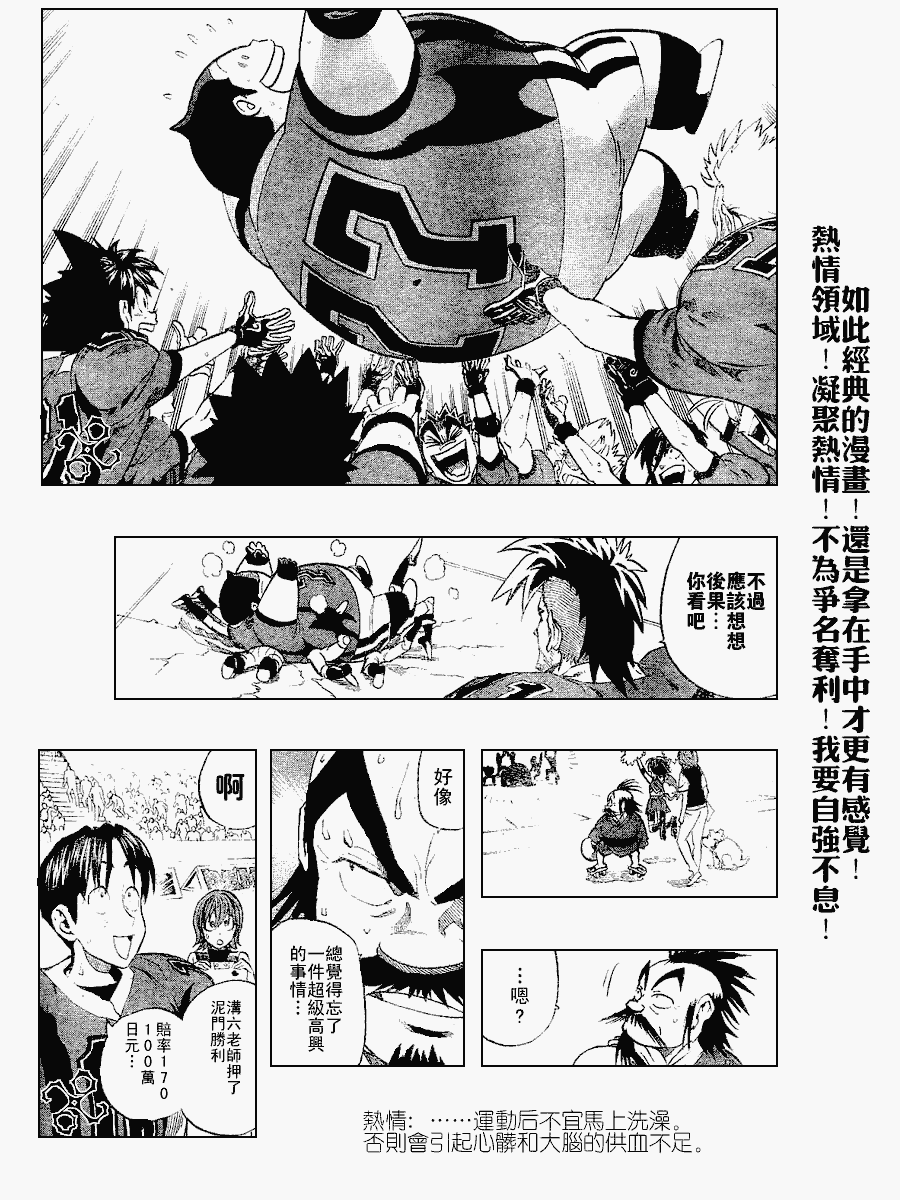 不過
應該想想
後果…
你看吧
…嗯?
好像
總覺得忘了
一件超級高興
的事情…
啊
溝六老師押了
泥門勝利
賠率170
100萬
日元…
如此經典的漫畫！還是拿在手中才更有感覺！
熱情領域！凝聚熱情！不為爭名奪利！我要自強不息！
熱情：……運動后不宜馬上洗澡。
否則會引起心髒和大腦的供血不足。